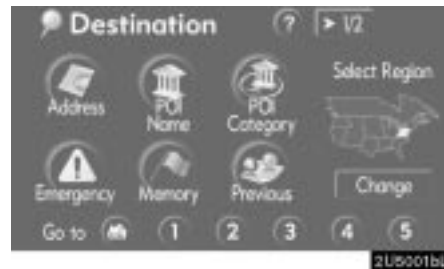 Destination ? 1/2
Select Region
Address POI Name POI Category
Emergency Memory Previous Change
Go to 1 2 3 4 5
2U5001bU